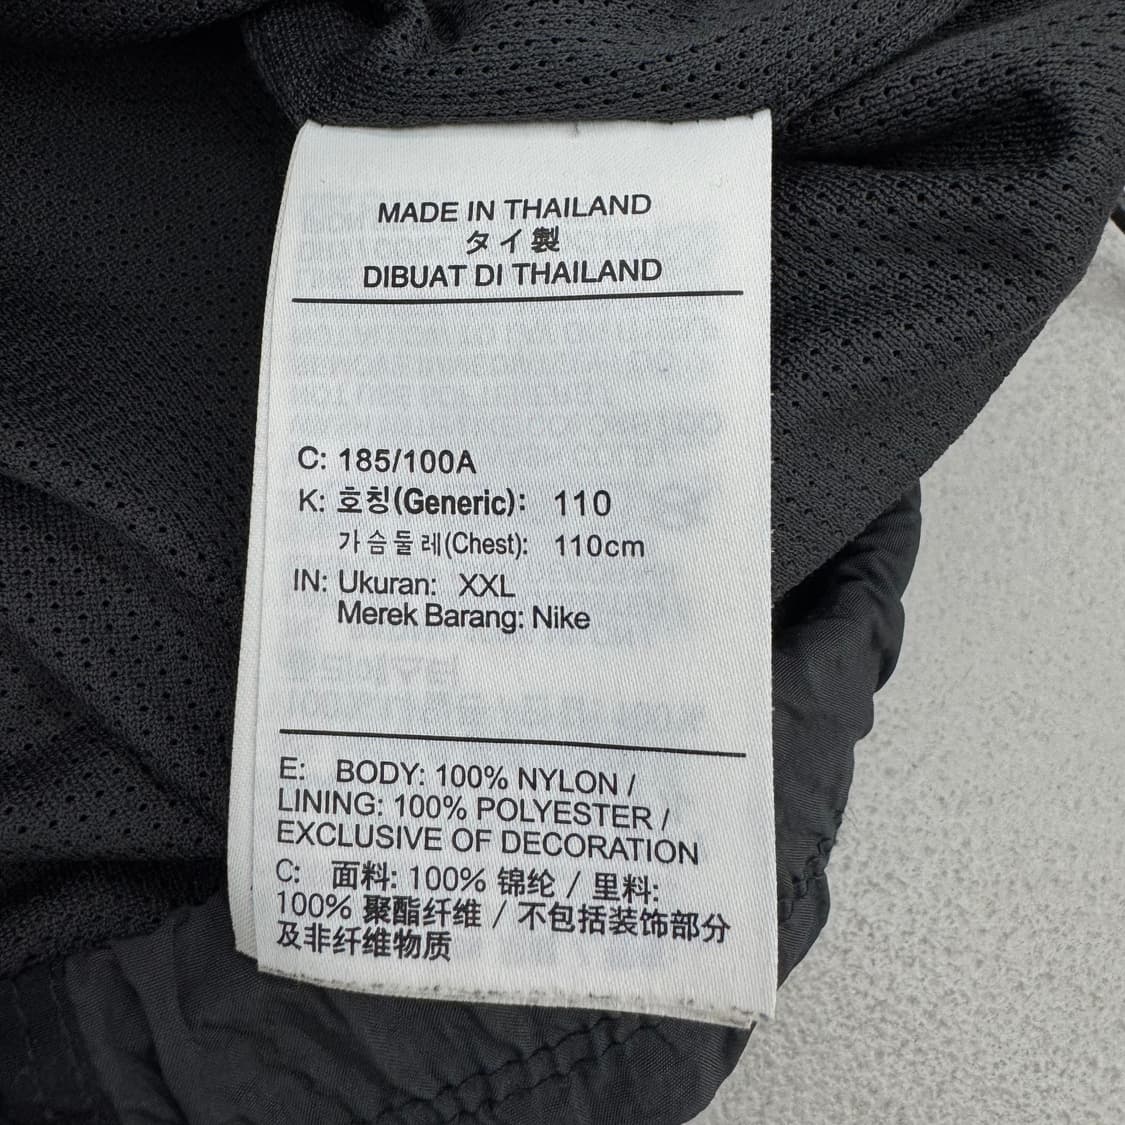 MADE IN THAILAND
タイ製
DIBUAT DI THAILAND
C: 185/100A
K: 호칭(Generic): 110
가슴둘레(Chest): 110cm
IN: Ukuran: XXL
Merek Barang: Nike
E: BODY: 100% NYLON /
LINING: 100% POLYESTER /
EXCLUSIVE OF DECORATION
C: 面料: 100% 锦纶 / 里料:
100% 聚酯纤维 / 不包括装饰部分
及非纤维物质